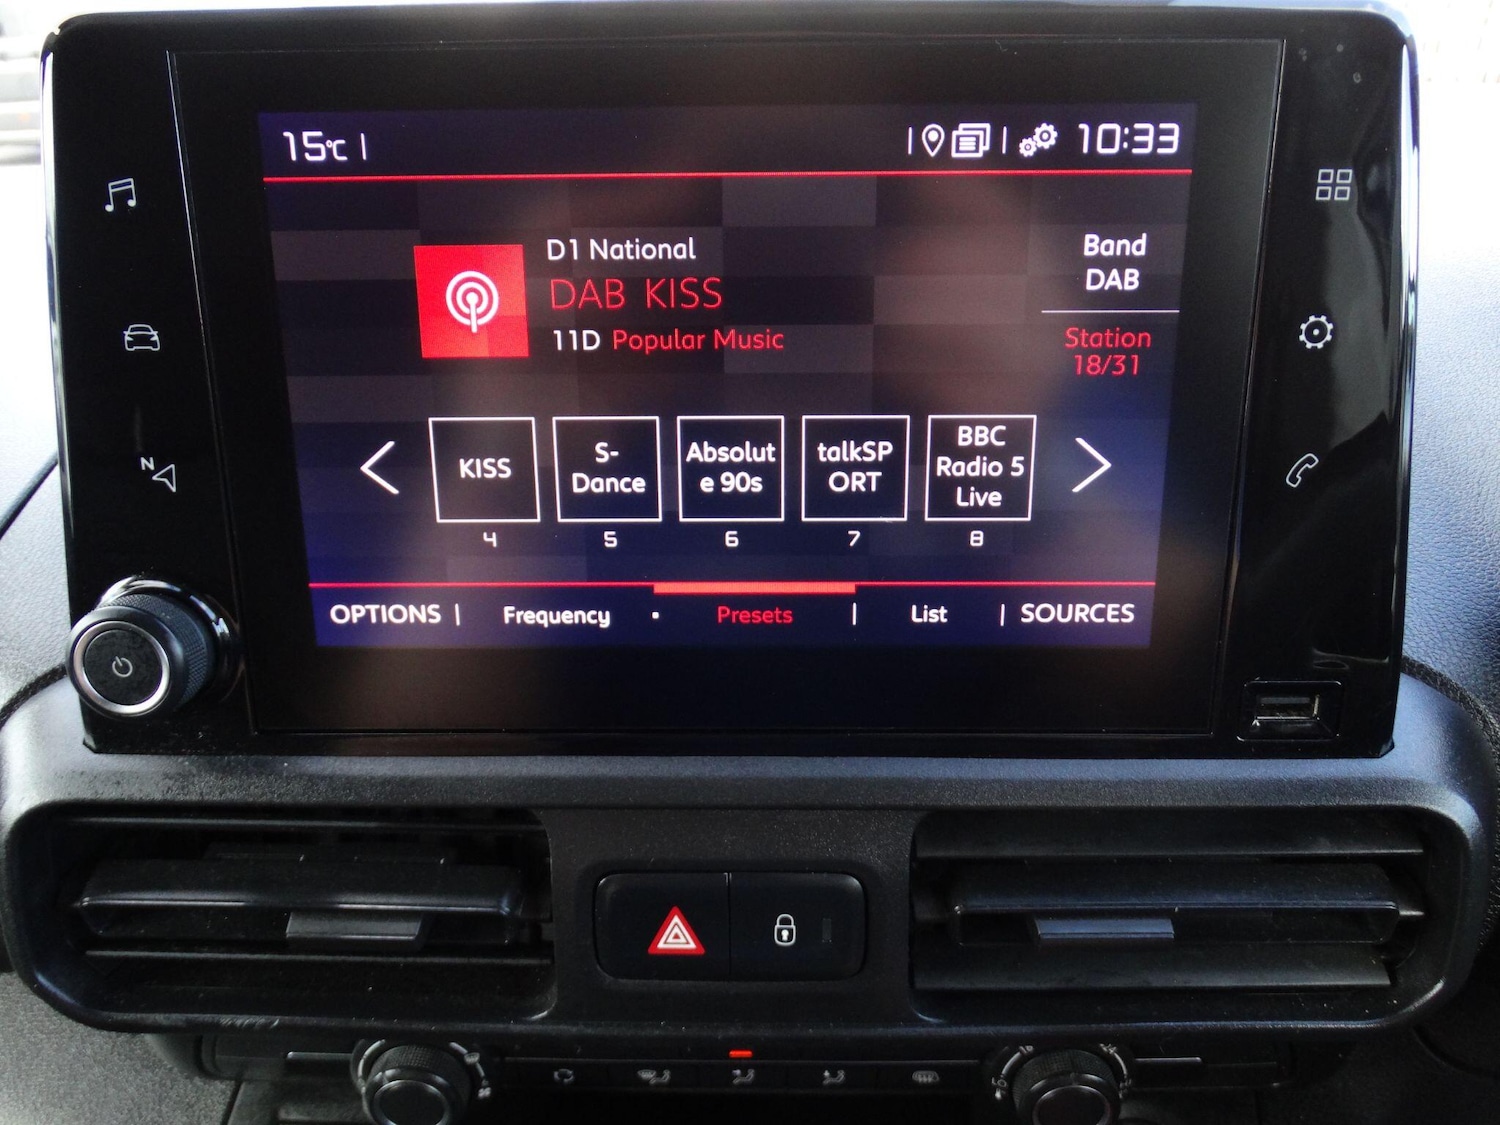 15°C
10:33
D1 National
DAB KISS
11D Popular Music
Band
DAB
Station
18/31
KISS
S-
Dance
Absolut
e 90s
talkSP
ORT
BBC
Radio 5
Live
4 5 6 7 8
OPTIONS Frequency Presets List SOURCES
N